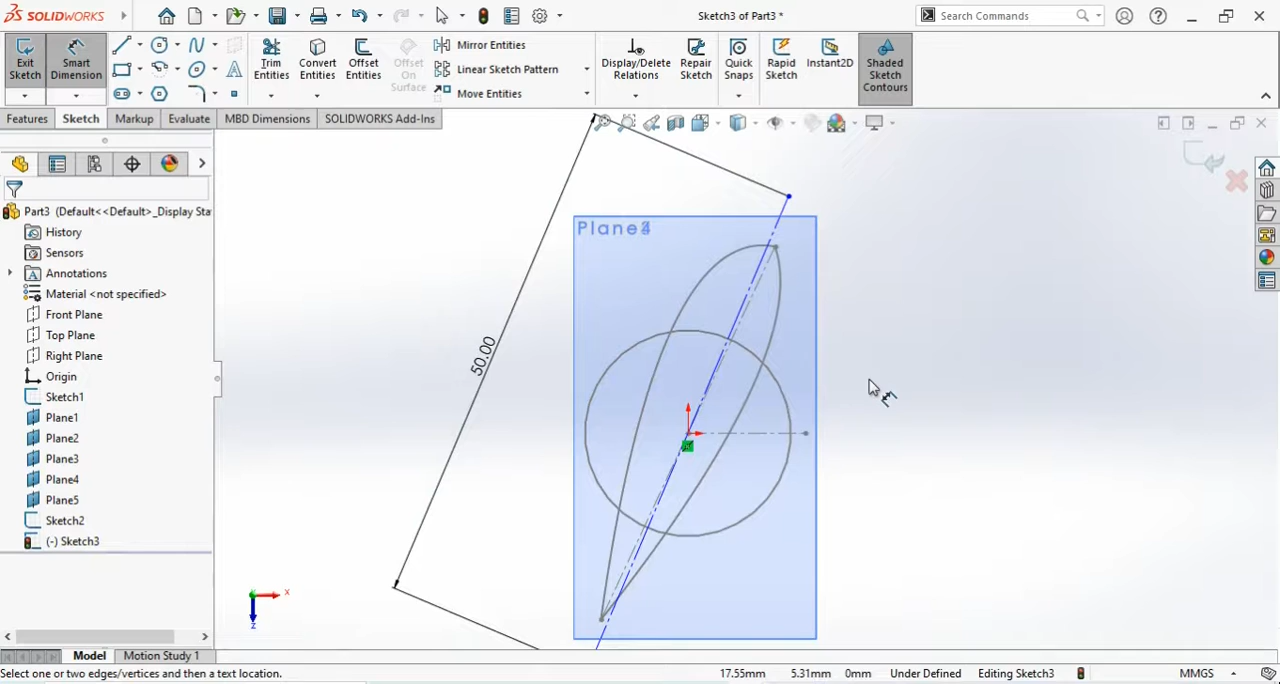 SOLIDWORKS
Sketch3 of Part3 *
Search Commands
Exit Sketch
Smart Dimension
Trim Entities
Convert Entities
Offset Entities
Offset On Surface
Mirror Entities
Linear Sketch Pattern
Move Entities
Display/Delete Relations
Repair Sketch
Quick Snaps
Rapid Sketch
Instant2D
Shaded Sketch Contours
Features
Sketch
Markup
Evaluate
MBD Dimensions
SOLIDWORKS Add-Ins
Part3 (Default<<Default>_Display Sta
History
Sensors
Annotations
Material <not specified>
Front Plane
Top Plane
Right Plane
Origin
Sketch1
Plane1
Plane2
Plane3
Plane4
Plane5
Sketch2
(-) Sketch3
50.00
x
z
Model
Motion Study 1
Select one or two edges/vertices and then a text location.
17.55mm
5.31mm
0mm
Under Defined
Editing Sketch3
MMGS